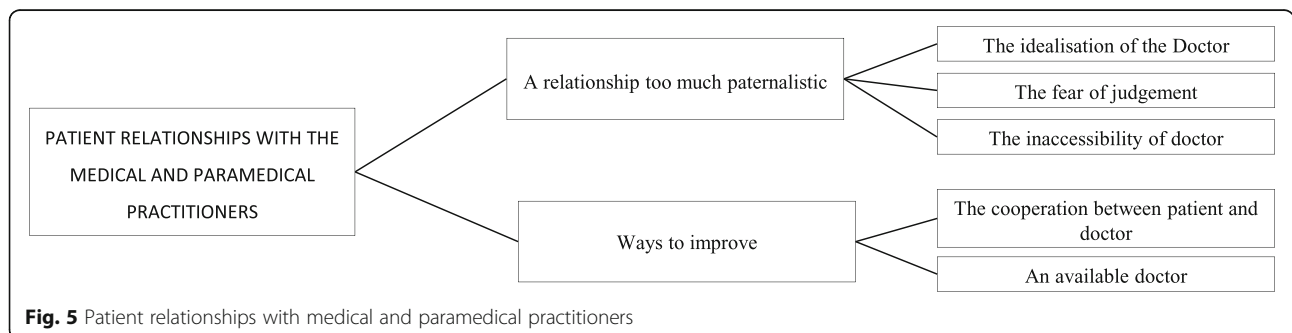 PATIENT RELATIONSHIPS WITH THE
MEDICAL AND PARAMEDICAL
PRACTITIONERS
A relationship too much paternalistic
The idealisation of the Doctor
The fear of judgement
The inaccessibility of doctor
Ways to improve
The cooperation between patient and
doctor
An available doctor
Fig. 5 Patient relationships with medical and paramedical practitioners